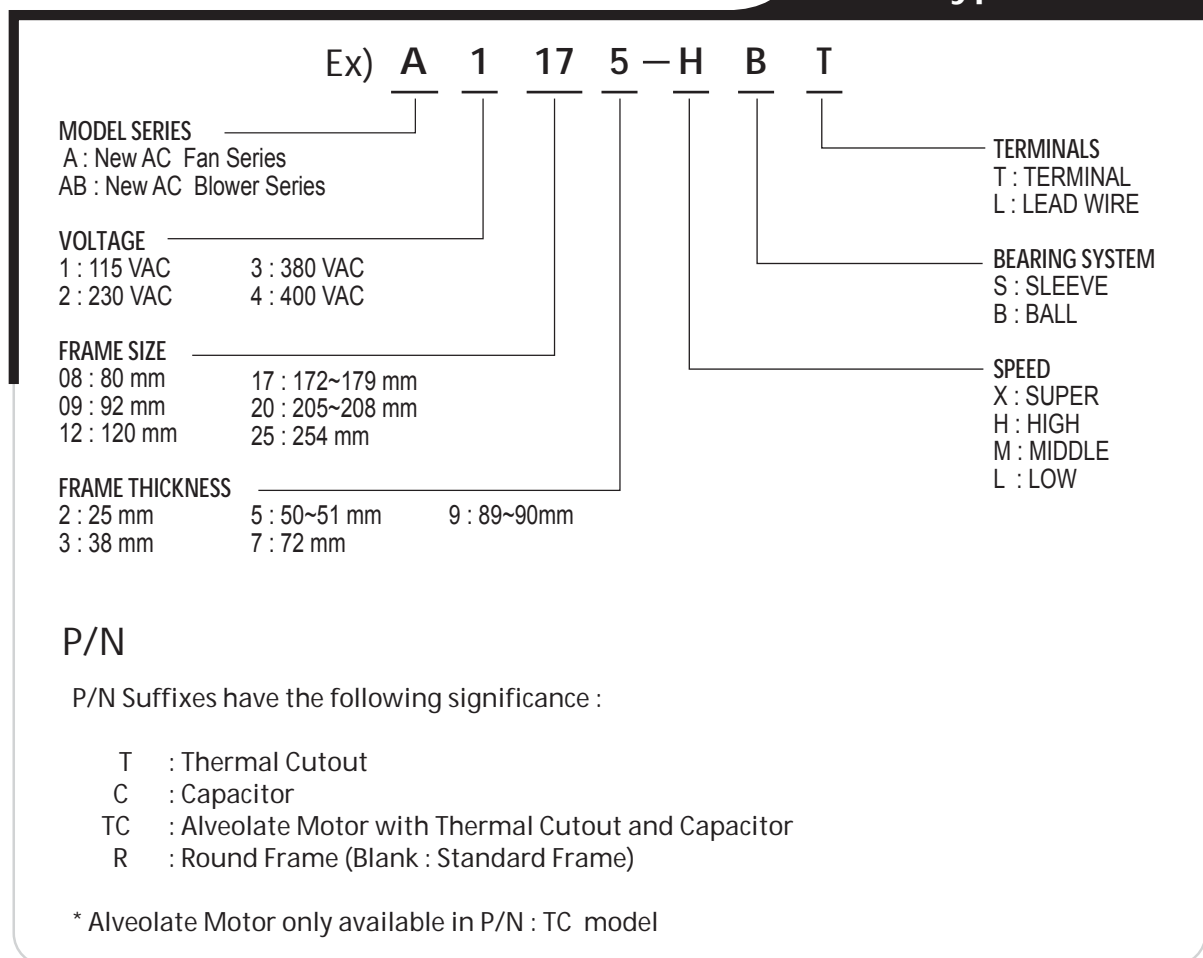 Ex) A 1 17 5 – H B T
MODEL SERIES
A : New AC Fan Series
AB : New AC Blower Series
VOLTAGE
1 : 115 VAC 3 : 380 VAC
2 : 230 VAC 4 : 400 VAC
FRAME SIZE
08 : 80 mm 17 : 172~179 mm
09 : 92 mm 20 : 205~208 mm
12 : 120 mm 25 : 254 mm
FRAME THICKNESS
2 : 25 mm 5 : 50~51 mm 9 : 89~90mm
3 : 38 mm 7 : 72 mm
TERMINALS
T : TERMINAL
L : LEAD WIRE
BEARING SYSTEM
S : SLEEVE
B : BALL
SPEED
X : SUPER
H : HIGH
M : MIDDLE
L : LOW
P/N
P/N Suffixes have the following significance :
T : Thermal Cutout
C : Capacitor
TC : Alveolate Motor with Thermal Cutout and Capacitor
R : Round Frame (Blank : Standard Frame)
* Alveolate Motor only available in P/N : TC model